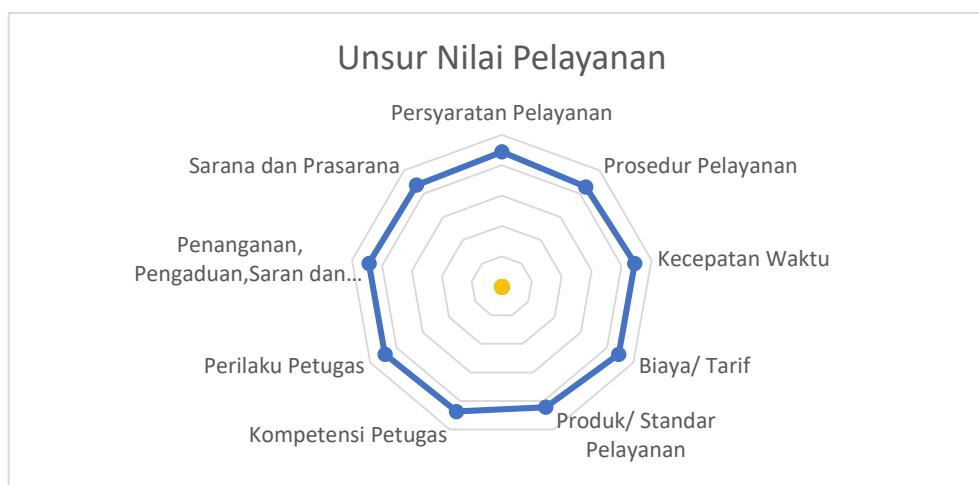 Unsur Nilai Pelayanan
Persyaratan Pelayanan
Prosedur Pelayanan
Kecepatan Waktu
Biaya/ Tarif
Produk/ Standar
Pelayanan
Kompetensi Petugas
Perilaku Petugas
Penanganan,
Pengaduan,Saran dan...
Sarana dan Prasarana